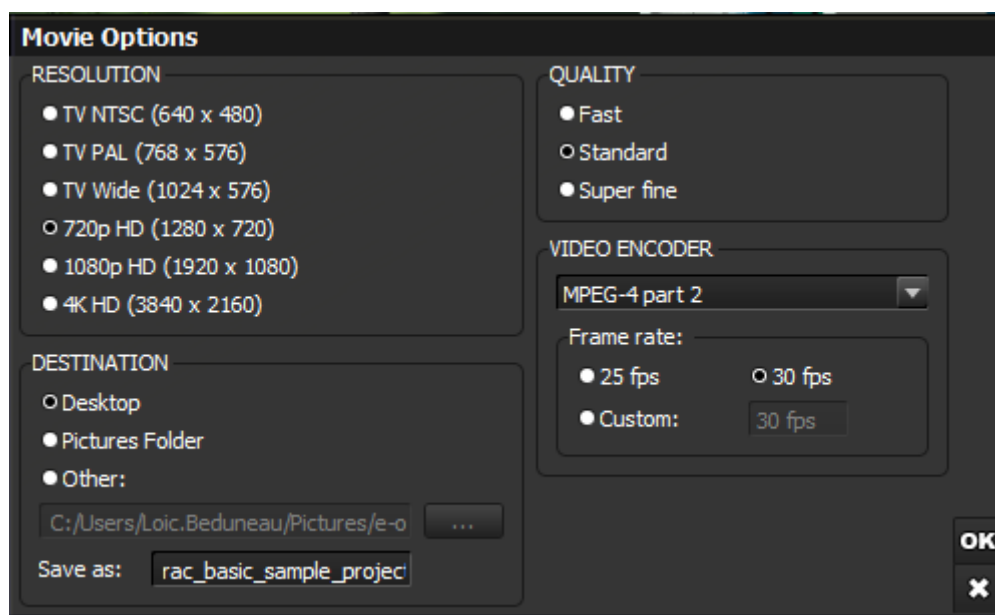 Movie Options
RESOLUTION
TV NTSC (640 x 480)
TV PAL (768 x 576)
TV Wide (1024 x 576)
720p HD (1280 x 720)
1080p HD (1920 x 1080)
4K HD (3840 x 2160)
DESTINATION
Desktop
Pictures Folder
Other:
C:/Users/Loic.Beduneau/Pictures/e-o ...
Save as: rac_basic_sample_project
QUALITY
Fast
Standard
Super fine
VIDEO ENCODER
MPEG-4 part 2
Frame rate:
25 fps 30 fps
Custom: 30 fps
OK